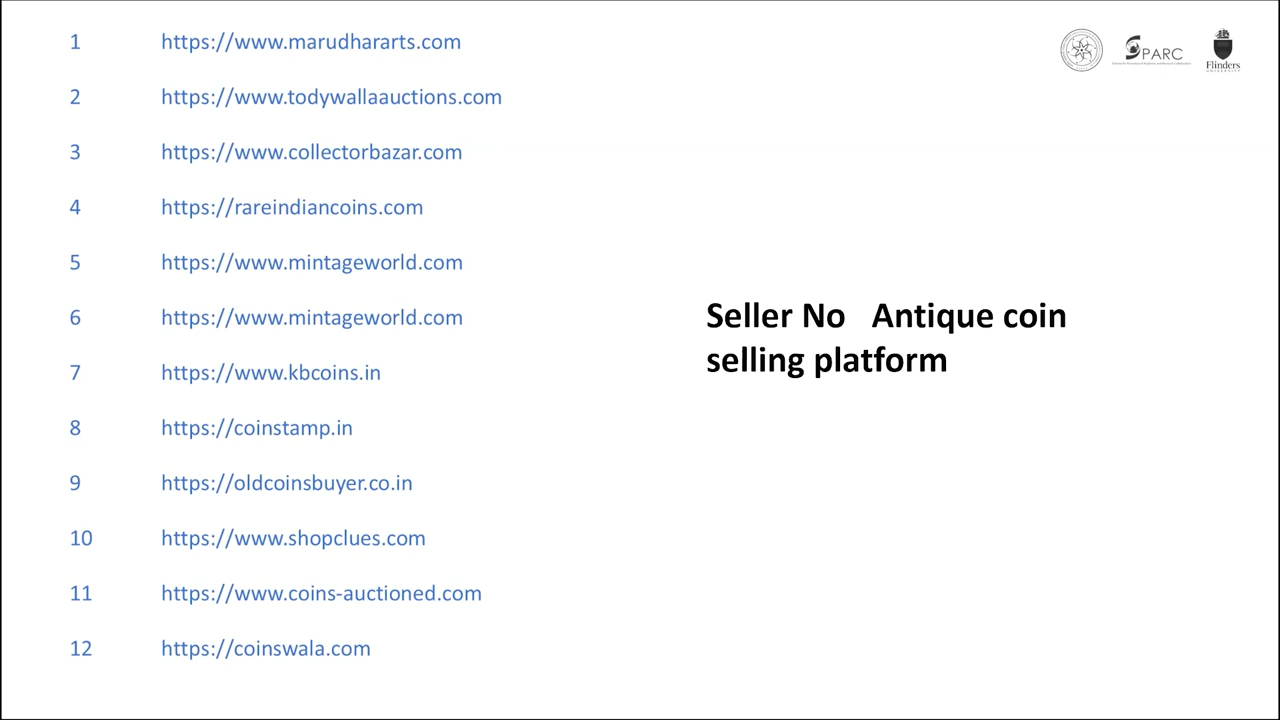 1 https://www.marudhararts.com
2 https://www.todywallaauctions.com
3 https://www.collectorbazar.com
4 https://rareindiancoins.com
5 https://www.mintageworld.com
6 https://www.mintageworld.com
7 https://www.kbcoins.in
8 https://coinstamp.in
9 https://oldcoinsbuyer.co.in
10 https://www.shopclues.com
11 https://www.coins-auctioned.com
12 https://coinswala.com
SPARC
Flinders
UNIVERSITY
Seller No Antique coin
selling platform